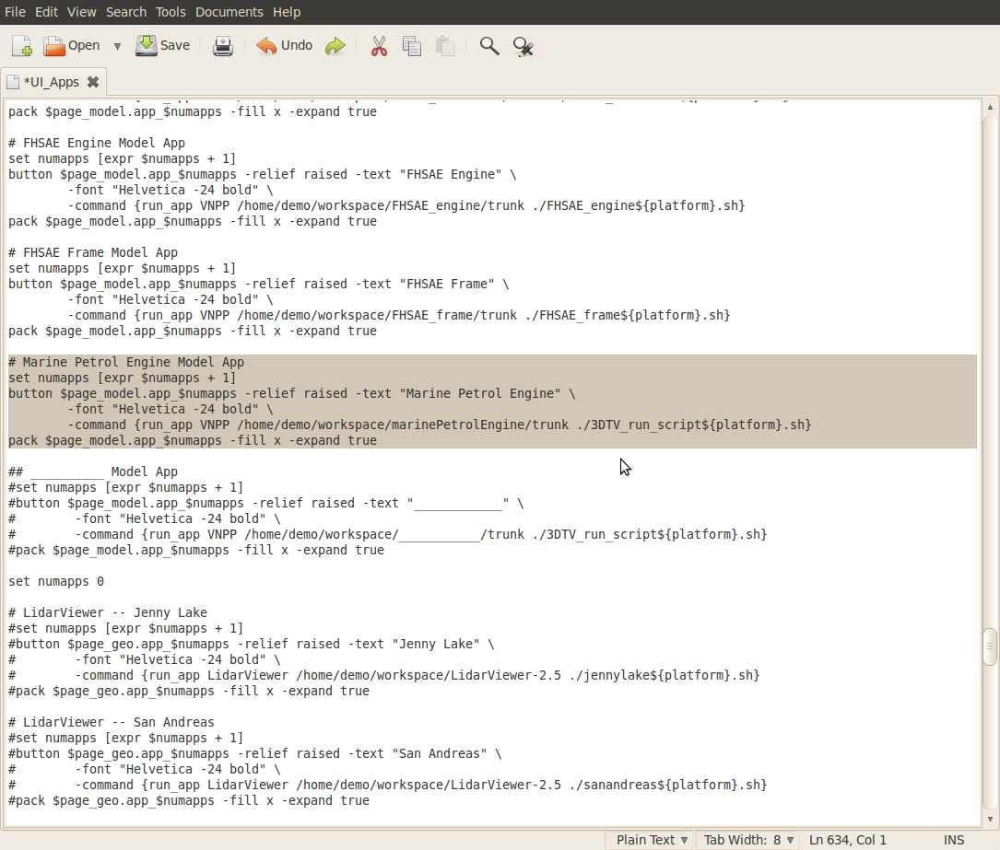 File Edit View Search Tools Documents Help
Open Save Undo
*UI_Apps
pack $page_model.app_$numapps -fill x -expand true
# FHSAE Engine Model App
set numapps [expr $numapps + 1]
button $page_model.app_$numapps -relief raised -text "FHSAE Engine" \
        -font "Helvetica -24 bold" \
        -command {run_app VNPP /home/demo/workspace/FHSAE_engine/trunk ./FHSAE_engine${platform}.sh}
pack $page_model.app_$numapps -fill x -expand true
# FHSAE Frame Model App
set numapps [expr $numapps + 1]
button $page_model.app_$numapps -relief raised -text "FHSAE Frame" \
        -font "Helvetica -24 bold" \
        -command {run_app VNPP /home/demo/workspace/FHSAE_frame/trunk ./FHSAE_frame${platform}.sh}
pack $page_model.app_$numapps -fill x -expand true
# Marine Petrol Engine Model App
set numapps [expr $numapps + 1]
button $page_model.app_$numapps -relief raised -text "Marine Petrol Engine" \
        -font "Helvetica -24 bold" \
        -command {run_app VNPP /home/demo/workspace/marinePetrolEngine/trunk ./3DTV_run_script${platform}.sh}
pack $page_model.app_$numapps -fill x -expand true
## __________ Model App
#set numapps [expr $numapps + 1]
#button $page_model.app_$numapps -relief raised -text "____________" \
#        -font "Helvetica -24 bold" \
#        -command {run_app VNPP /home/demo/workspace/___________/trunk ./3DTV_run_script${platform}.sh}
#pack $page_model.app_$numapps -fill x -expand true
set numapps 0
# LidarViewer -- Jenny Lake
#set numapps [expr $numapps + 1]
#button $page_geo.app_$numapps -relief raised -text "Jenny Lake" \
#        -font "Helvetica -24 bold" \
#        -command {run_app LidarViewer /home/demo/workspace/LidarViewer-2.5 ./jennylake${platform}.sh}
#pack $page_geo.app_$numapps -fill x -expand true
# LidarViewer -- San Andreas
#set numapps [expr $numapps + 1]
#button $page_geo.app_$numapps -relief raised -text "San Andreas" \
#        -font "Helvetica -24 bold" \
#        -command {run_app LidarViewer /home/demo/workspace/LidarViewer-2.5 ./sanandreas${platform}.sh}
#pack $page_geo.app_$numapps -fill x -expand true
Plain Text Tab Width: 8 Ln 634, Col 1 INS